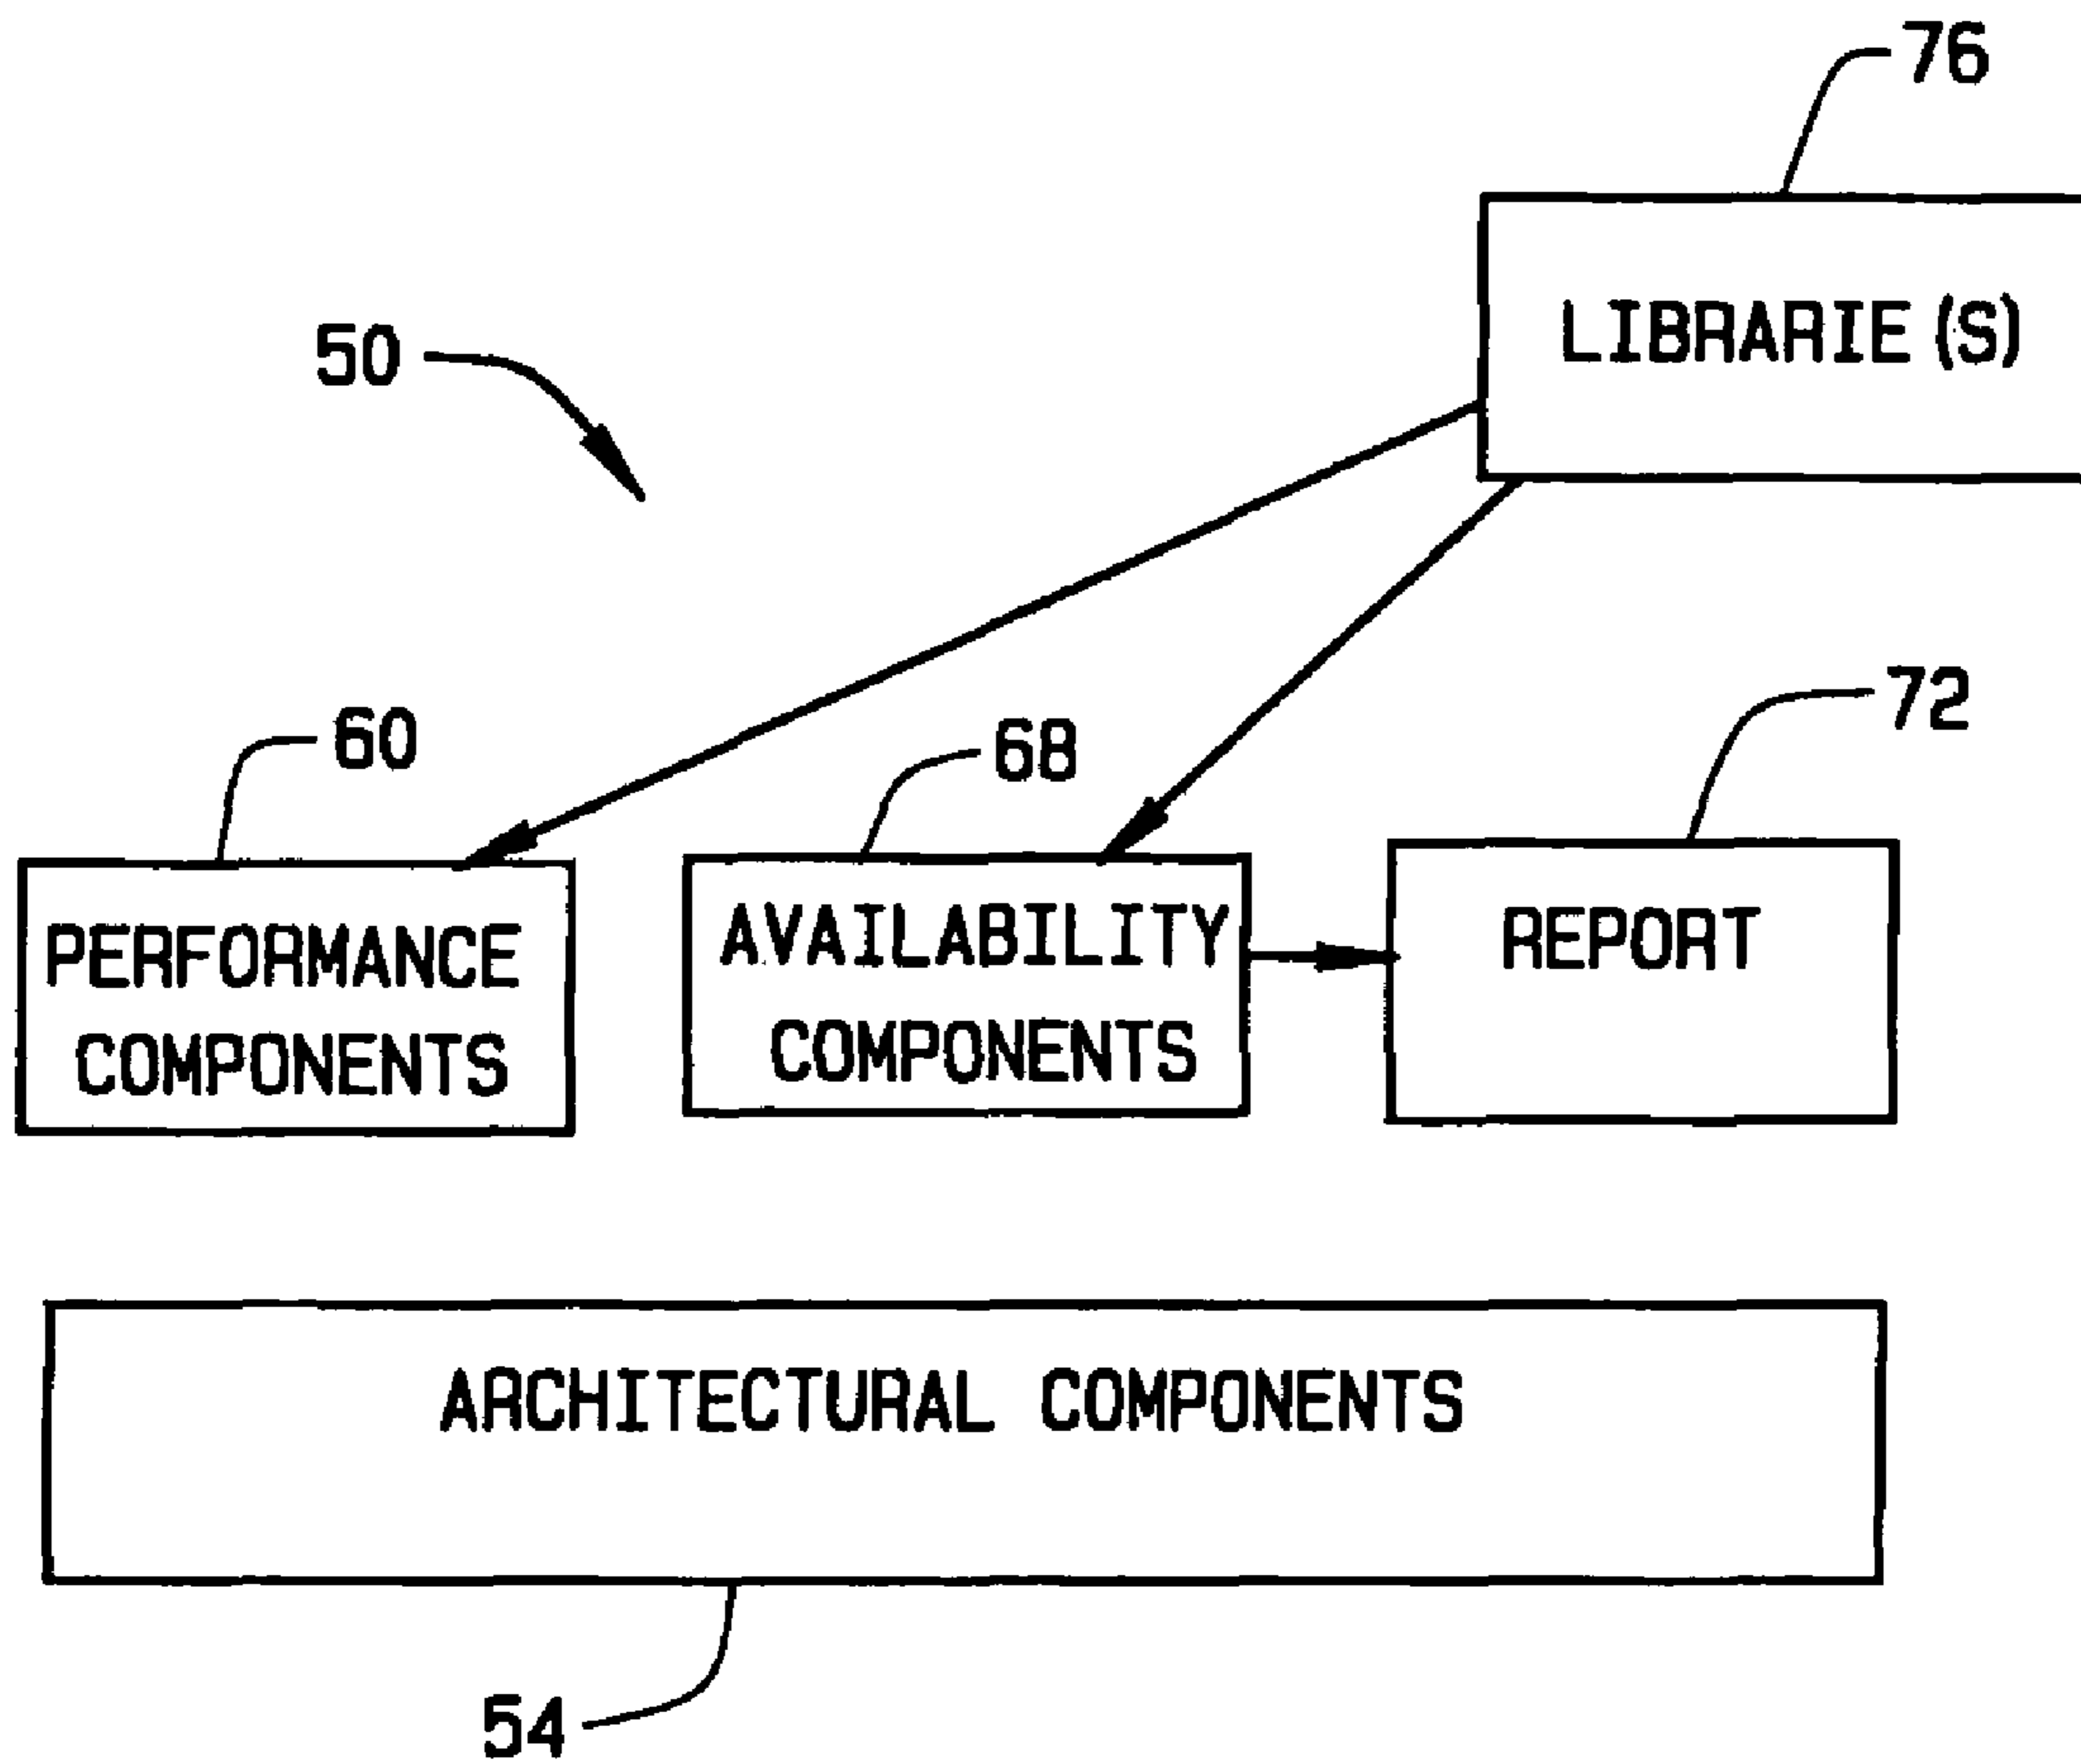 76
LIBRARIE (S)
50
72
60
68
PERFORMANCE
COMPONENTS
AVAILABILITY
COMPONENTS
REPORT
ARCHITECTURAL COMPONENTS
54